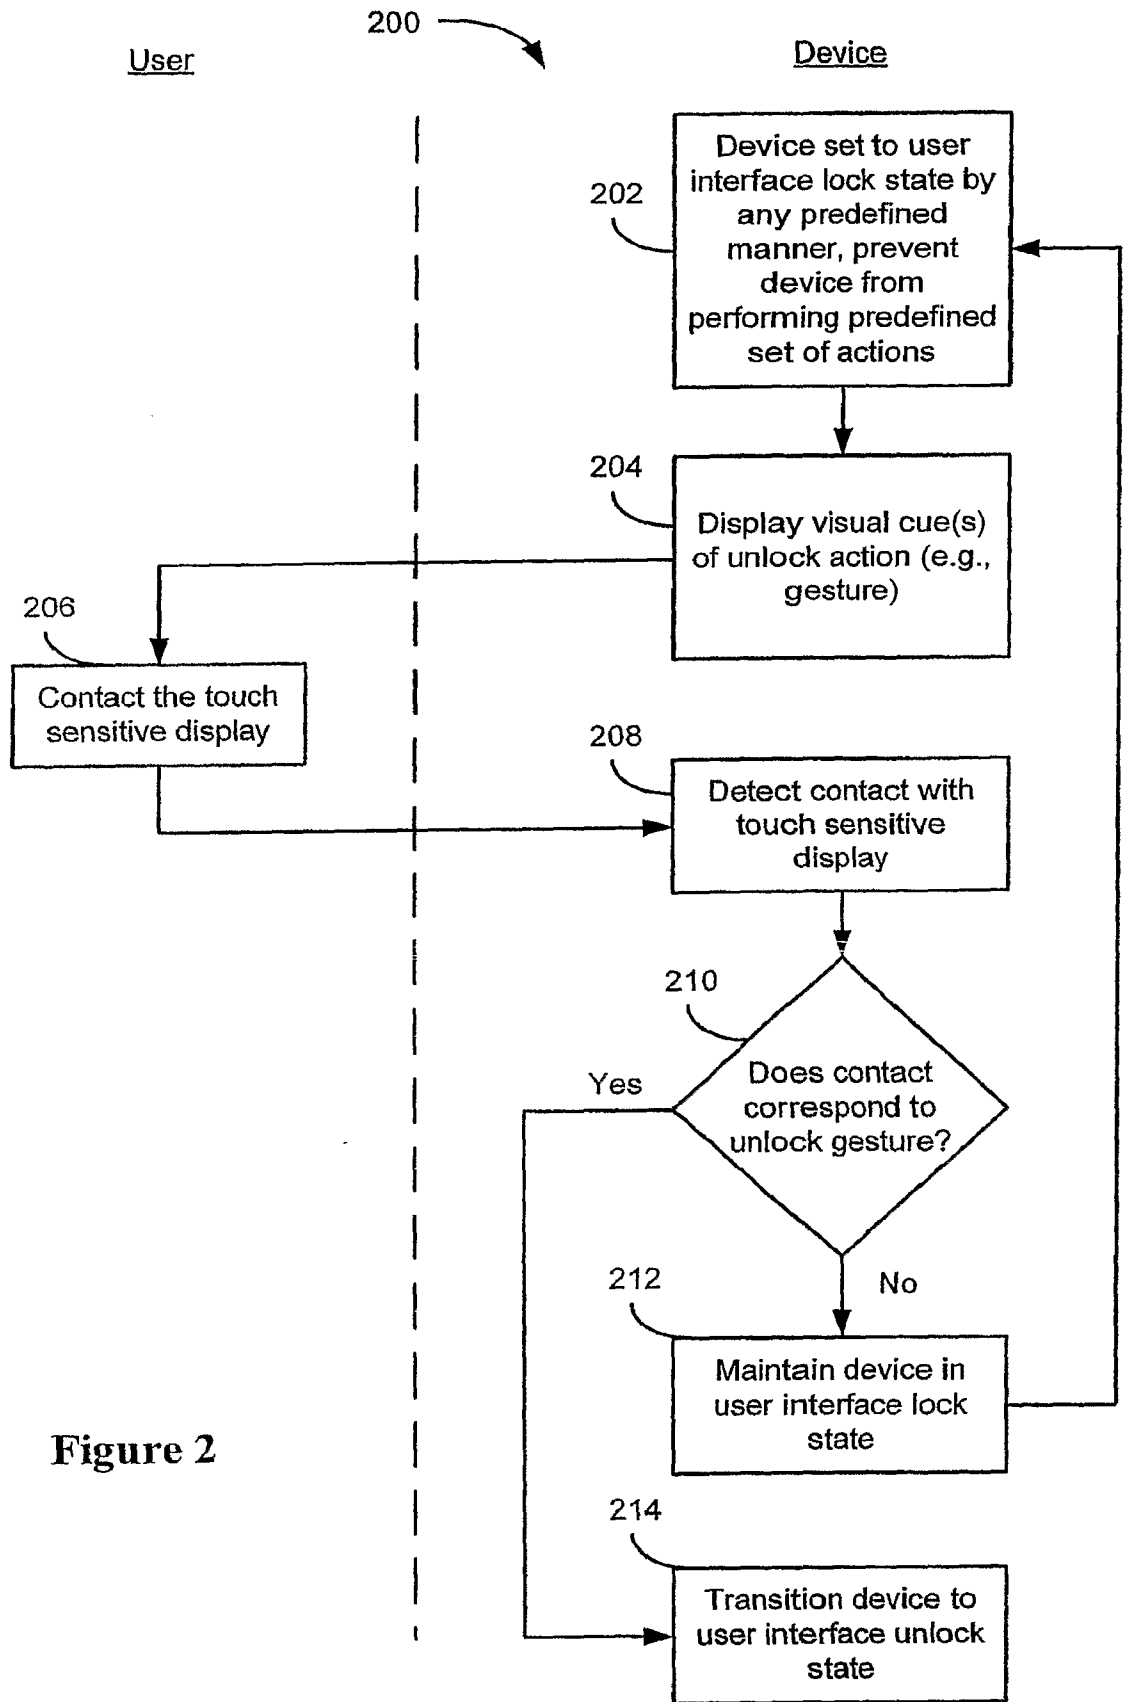 200
User
Device
202
Device set to user
interface lock state by
any predefined
manner, prevent
device from
performing predefined
set of actions
204
Display visual cue(s)
of unlock action (e.g.,
gesture)
206
Contact the touch
sensitive display
208
Detect contact with
touch sensitive
display
210
Does contact
correspond to
unlock gesture?
Yes
No
212
Maintain device in
user interface lock
state
Figure 2
214
Transition device to
user interface unlock
state